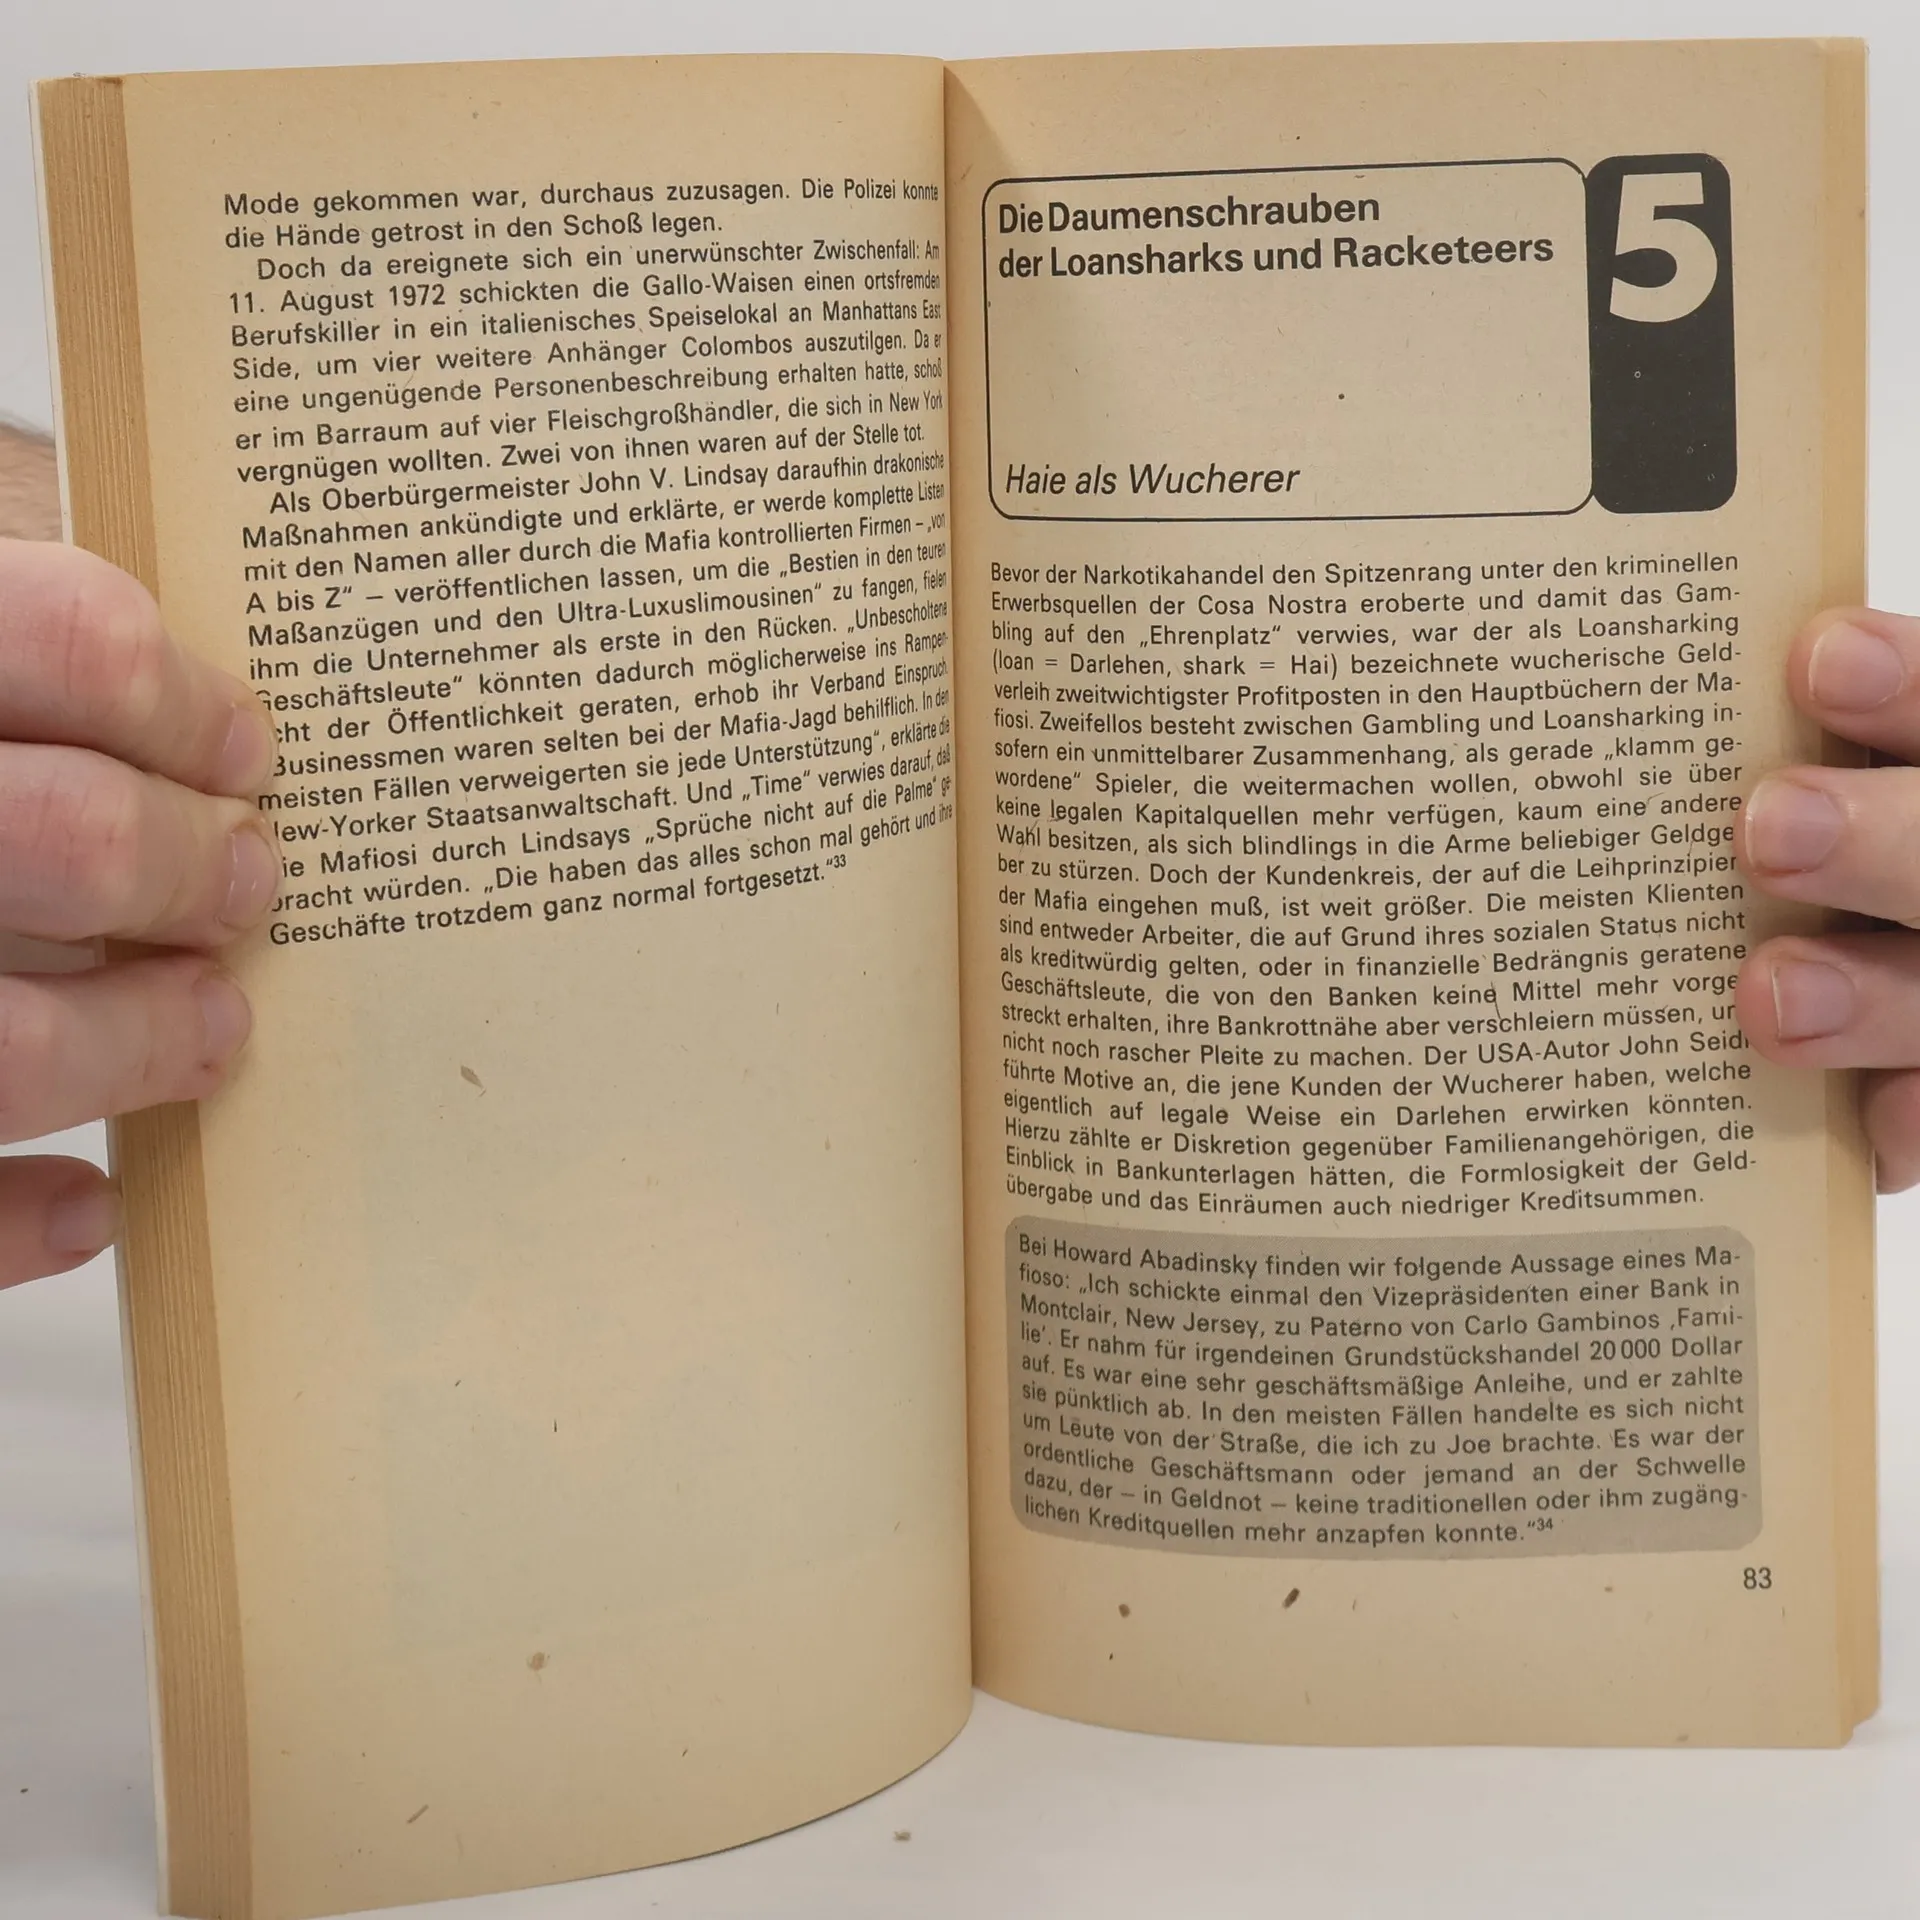 Mode gekommen war, durchaus zuzusagen. Die Polizei konnte
die Hände getrost in den Schoß legen.
Doch da ereignete sich ein unerwünschter Zwischenfall: Am
11. August 1972 schickten die Gallo-Waisen einen ortsfremden
Berufskiller in ein italienisches Speiselokal an Manhattans East
Side, um vier weitere Anhänger Colombos auszutilgen. Da er
eine ungenügende Personenbeschreibung erhalten hatte, schoß
er im Barraum auf vier Fleischgroßhändler, die sich in New York
vergnügen wollten. Zwei von ihnen waren auf der Stelle tot.
Als Oberbürgermeister John V. Lindsay daraufhin drakonische
Maßnahmen ankündigte und erklärte, er werde komplette Listen
mit den Namen aller durch die Mafia kontrollierten Firmen – „von
A bis Z“ – veröffentlichen lassen, um die „Bestien in den teuren
Maßanzügen und den Ultra-Luxuslimousinen“ zu fangen, fielen
ihm die Unternehmer als erste in den Rücken. „Unbescholtene
Geschäftsleute“ könnten dadurch möglicherweise ins Rampen-
cht der Öffentlichkeit geraten, erhob ihr Verband Einspruch.
Businessmen waren selten bei der Mafia-Jagd behilflich. In den
meisten Fällen verweigerten sie jede Unterstützung“, erklärte die
New-Yorker Staatsanwaltschaft. Und „Time“ verwies darauf, daß
ie Mafiosi durch Lindsays „Sprüche nicht auf die Palme“ ge-
bracht würden. „Die haben das alles schon mal gehört und ihre
Geschäfte trotzdem ganz normal fortgesetzt.“33
Die Daumenschrauben
der Loansharks und Racketeers
5
Haie als Wucherer
Bevor der Narkotikahandel den Spitzenrang unter den kriminellen
Erwerbsquellen der Cosa Nostra eroberte und damit das Gam-
bling auf den „Ehrenplatz“ verwies, war der als Loansharking
(loan = Darlehen, shark = Hai) bezeichnete wucherische Geld-
verleih zweitwichtigster Profitposten in den Hauptbüchern der Ma-
fiosi. Zweifellos besteht zwischen Gambling und Loansharking in-
sofern ein unmittelbarer Zusammenhang, als gerade „klamm ge-
wordene“ Spieler, die weitermachen wollen, obwohl sie über
keine legalen Kapitalquellen mehr verfügen, kaum eine andere
Wahl besitzen, als sich blindlings in die Arme beliebiger Geldge
ber zu stürzen. Doch der Kundenkreis, der auf die Leihprinzipien
der Mafia eingehen muß, ist weit größer. Die meisten Klienten
sind entweder Arbeiter, die auf Grund ihres sozialen Status nicht
als kreditwürdig gelten, oder in finanzielle Bedrängnis geratene
Geschäftsleute, die von den Banken keine Mittel mehr vorge
streckt erhalten, ihre Bankrottnähe aber verschleiern müssen, um
nicht noch rascher Pleite zu machen. Der USA-Autor John Seidl
führte Motive an, die jene Kunden der Wucherer haben, welche
eigentlich auf legale Weise ein Darlehen erwirken könnten.
Hierzu zählte er Diskretion gegenüber Familienangehörigen, die
Einblick in Bankunterlagen hätten, die Formlosigkeit der Geld-
übergabe und das Einräumen auch niedriger Kreditsummen.
Bei Howard Abadinsky finden wir folgende Aussage eines Ma-
fioso: „Ich schickte einmal den Vizepräsidenten einer Bank in
Montclair, New Jersey, zu Paterno von Carlo Gambinos ‚Fami-
lie‘. Er nahm für irgendeinen Grundstückshandel 20 000 Dollar
auf. Es war eine sehr geschäftsmäßige Anleihe, und er zahlte
sie pünktlich ab. In den meisten Fällen handelte es sich nicht
um Leute von der Straße, die ich zu Joe brachte. Es war der
ordentliche Geschäftsmann oder jemand an der Schwelle
dazu, der – in Geldnot – keine traditionellen oder ihm zugäng-
lichen Kreditquellen mehr anzapfen konnte.“34
83